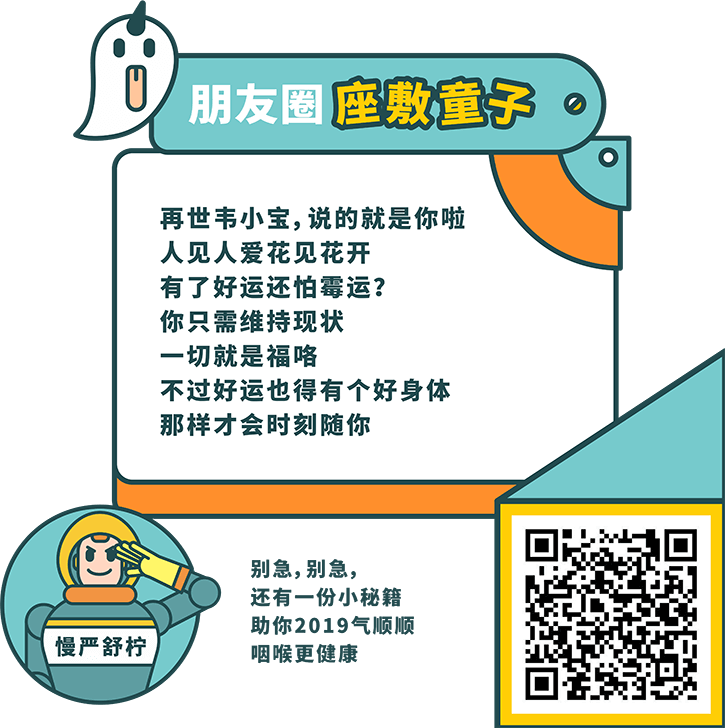 朋友圈 座敷童子
再世韦小宝，说的就是你啦
人见人爱花见花开
有了好运还怕霉运？
你只需维持现状
一切就是福咯
不过好运也得有个好身体
那样才会时刻随你
别急，别急，
还有一份小秘籍
助你2019气顺顺
咽喉更健康
慢严舒柠